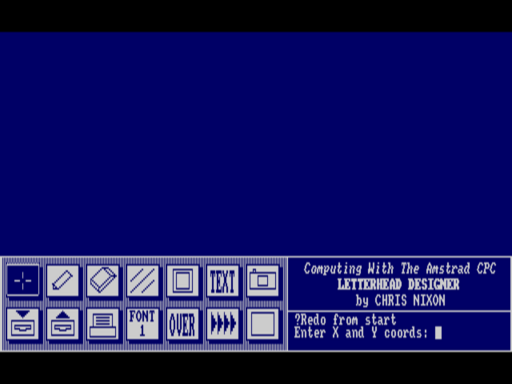 Computing With The Amstrad CPC
LETTERHEAD DESIGNER
by CHRIS NIXON
TEXT
FONT
1
OVER
?Redo from start
Enter X and Y coords: